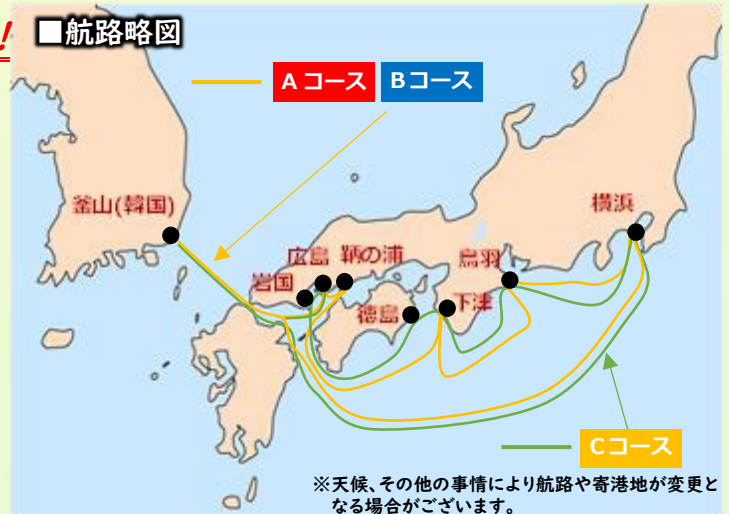 !
■航路略図
Aコース Bコース
釜山(韓国)
横浜
広島 鞆の浦
鳥羽
岩国
徳島
下津
Cコース
※天候、その他の事情により航路や寄港地が変更と
なる場合がございます。